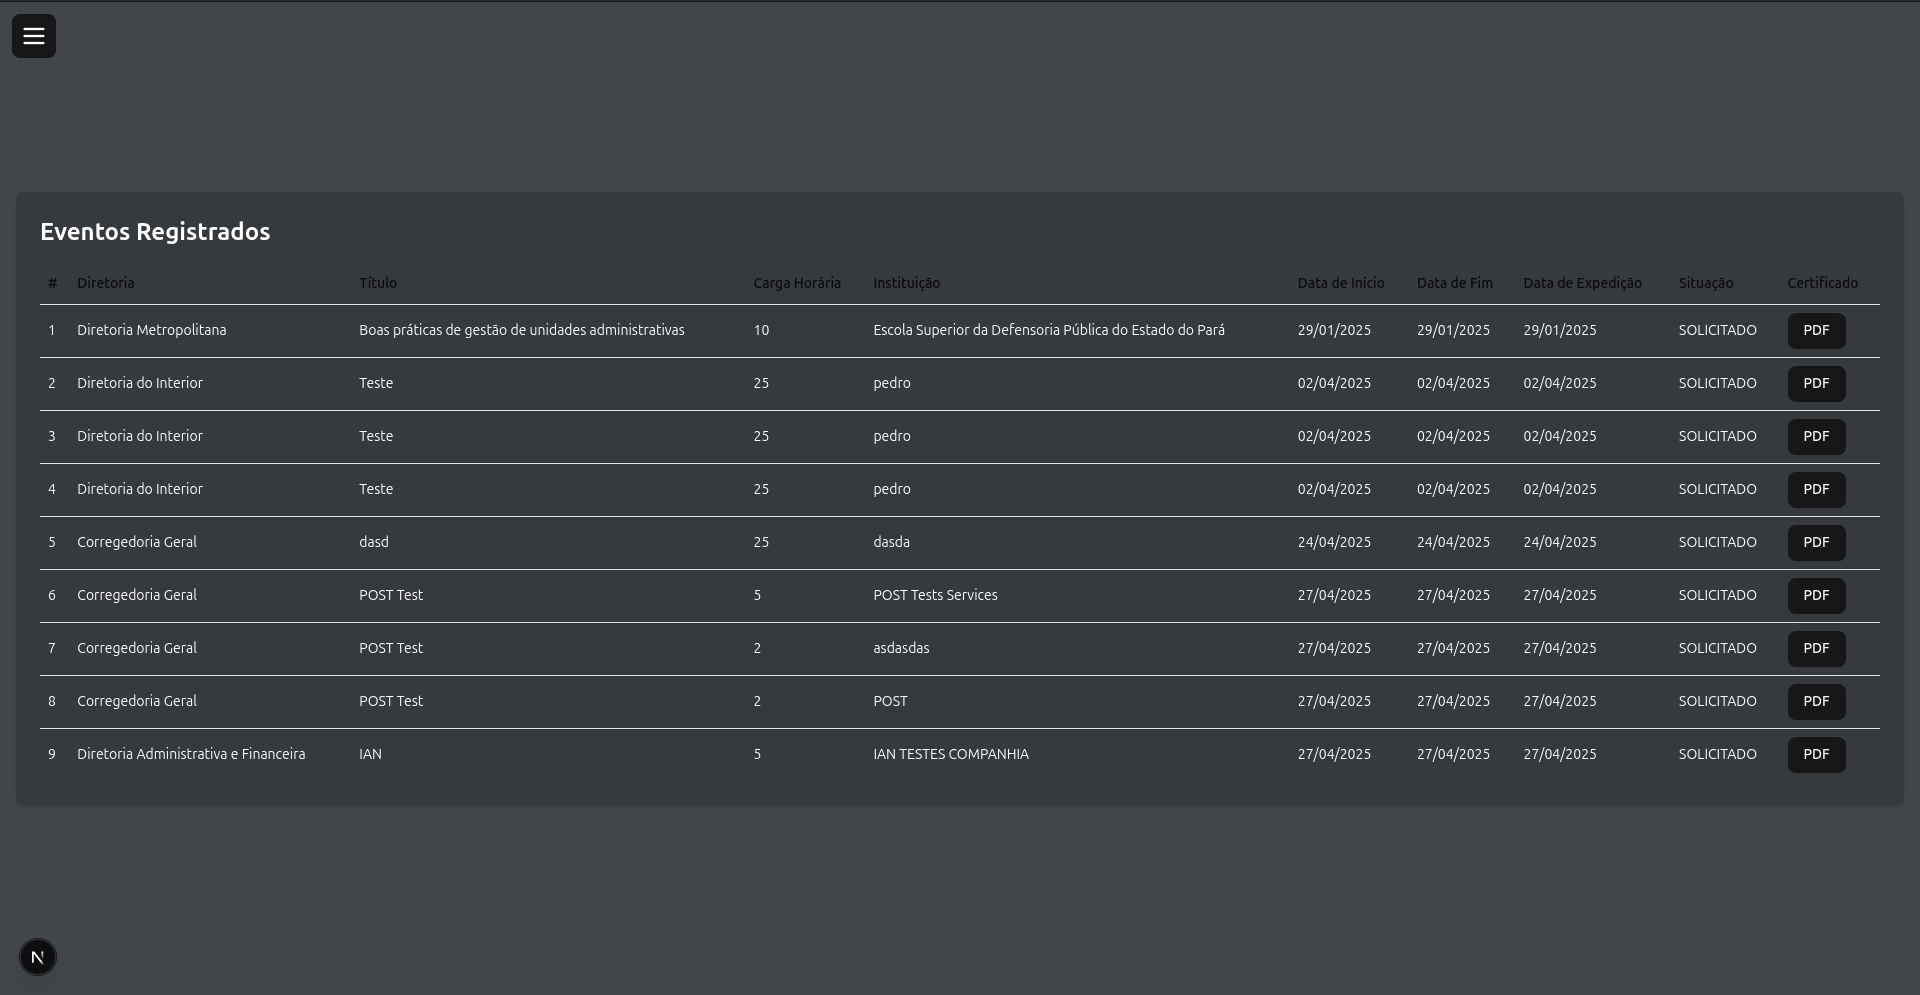 Eventos Registrados
# Diretoria Título Carga Horária Instituição Data de Início Data de Fim Data de Expedição Situação Certificado
1 Diretoria Metropolitana Boas práticas de gestão de unidades administrativas 10 Escola Superior da Defensoria Pública do Estado do Pará 29/01/2025 29/01/2025 29/01/2025 SOLICITADO PDF
2 Diretoria do Interior Teste 25 pedro 02/04/2025 02/04/2025 02/04/2025 SOLICITADO PDF
3 Diretoria do Interior Teste 25 pedro 02/04/2025 02/04/2025 02/04/2025 SOLICITADO PDF
4 Diretoria do Interior Teste 25 pedro 02/04/2025 02/04/2025 02/04/2025 SOLICITADO PDF
5 Corregedoria Geral dasd 25 dasda 24/04/2025 24/04/2025 24/04/2025 SOLICITADO PDF
6 Corregedoria Geral POST Test 5 POST Tests Services 27/04/2025 27/04/2025 27/04/2025 SOLICITADO PDF
7 Corregedoria Geral POST Test 2 asdasdas 27/04/2025 27/04/2025 27/04/2025 SOLICITADO PDF
8 Corregedoria Geral POST Test 2 POST 27/04/2025 27/04/2025 27/04/2025 SOLICITADO PDF
9 Diretoria Administrativa e Financeira IAN 5 IAN TESTES COMPANHIA 27/04/2025 27/04/2025 27/04/2025 SOLICITADO PDF
N